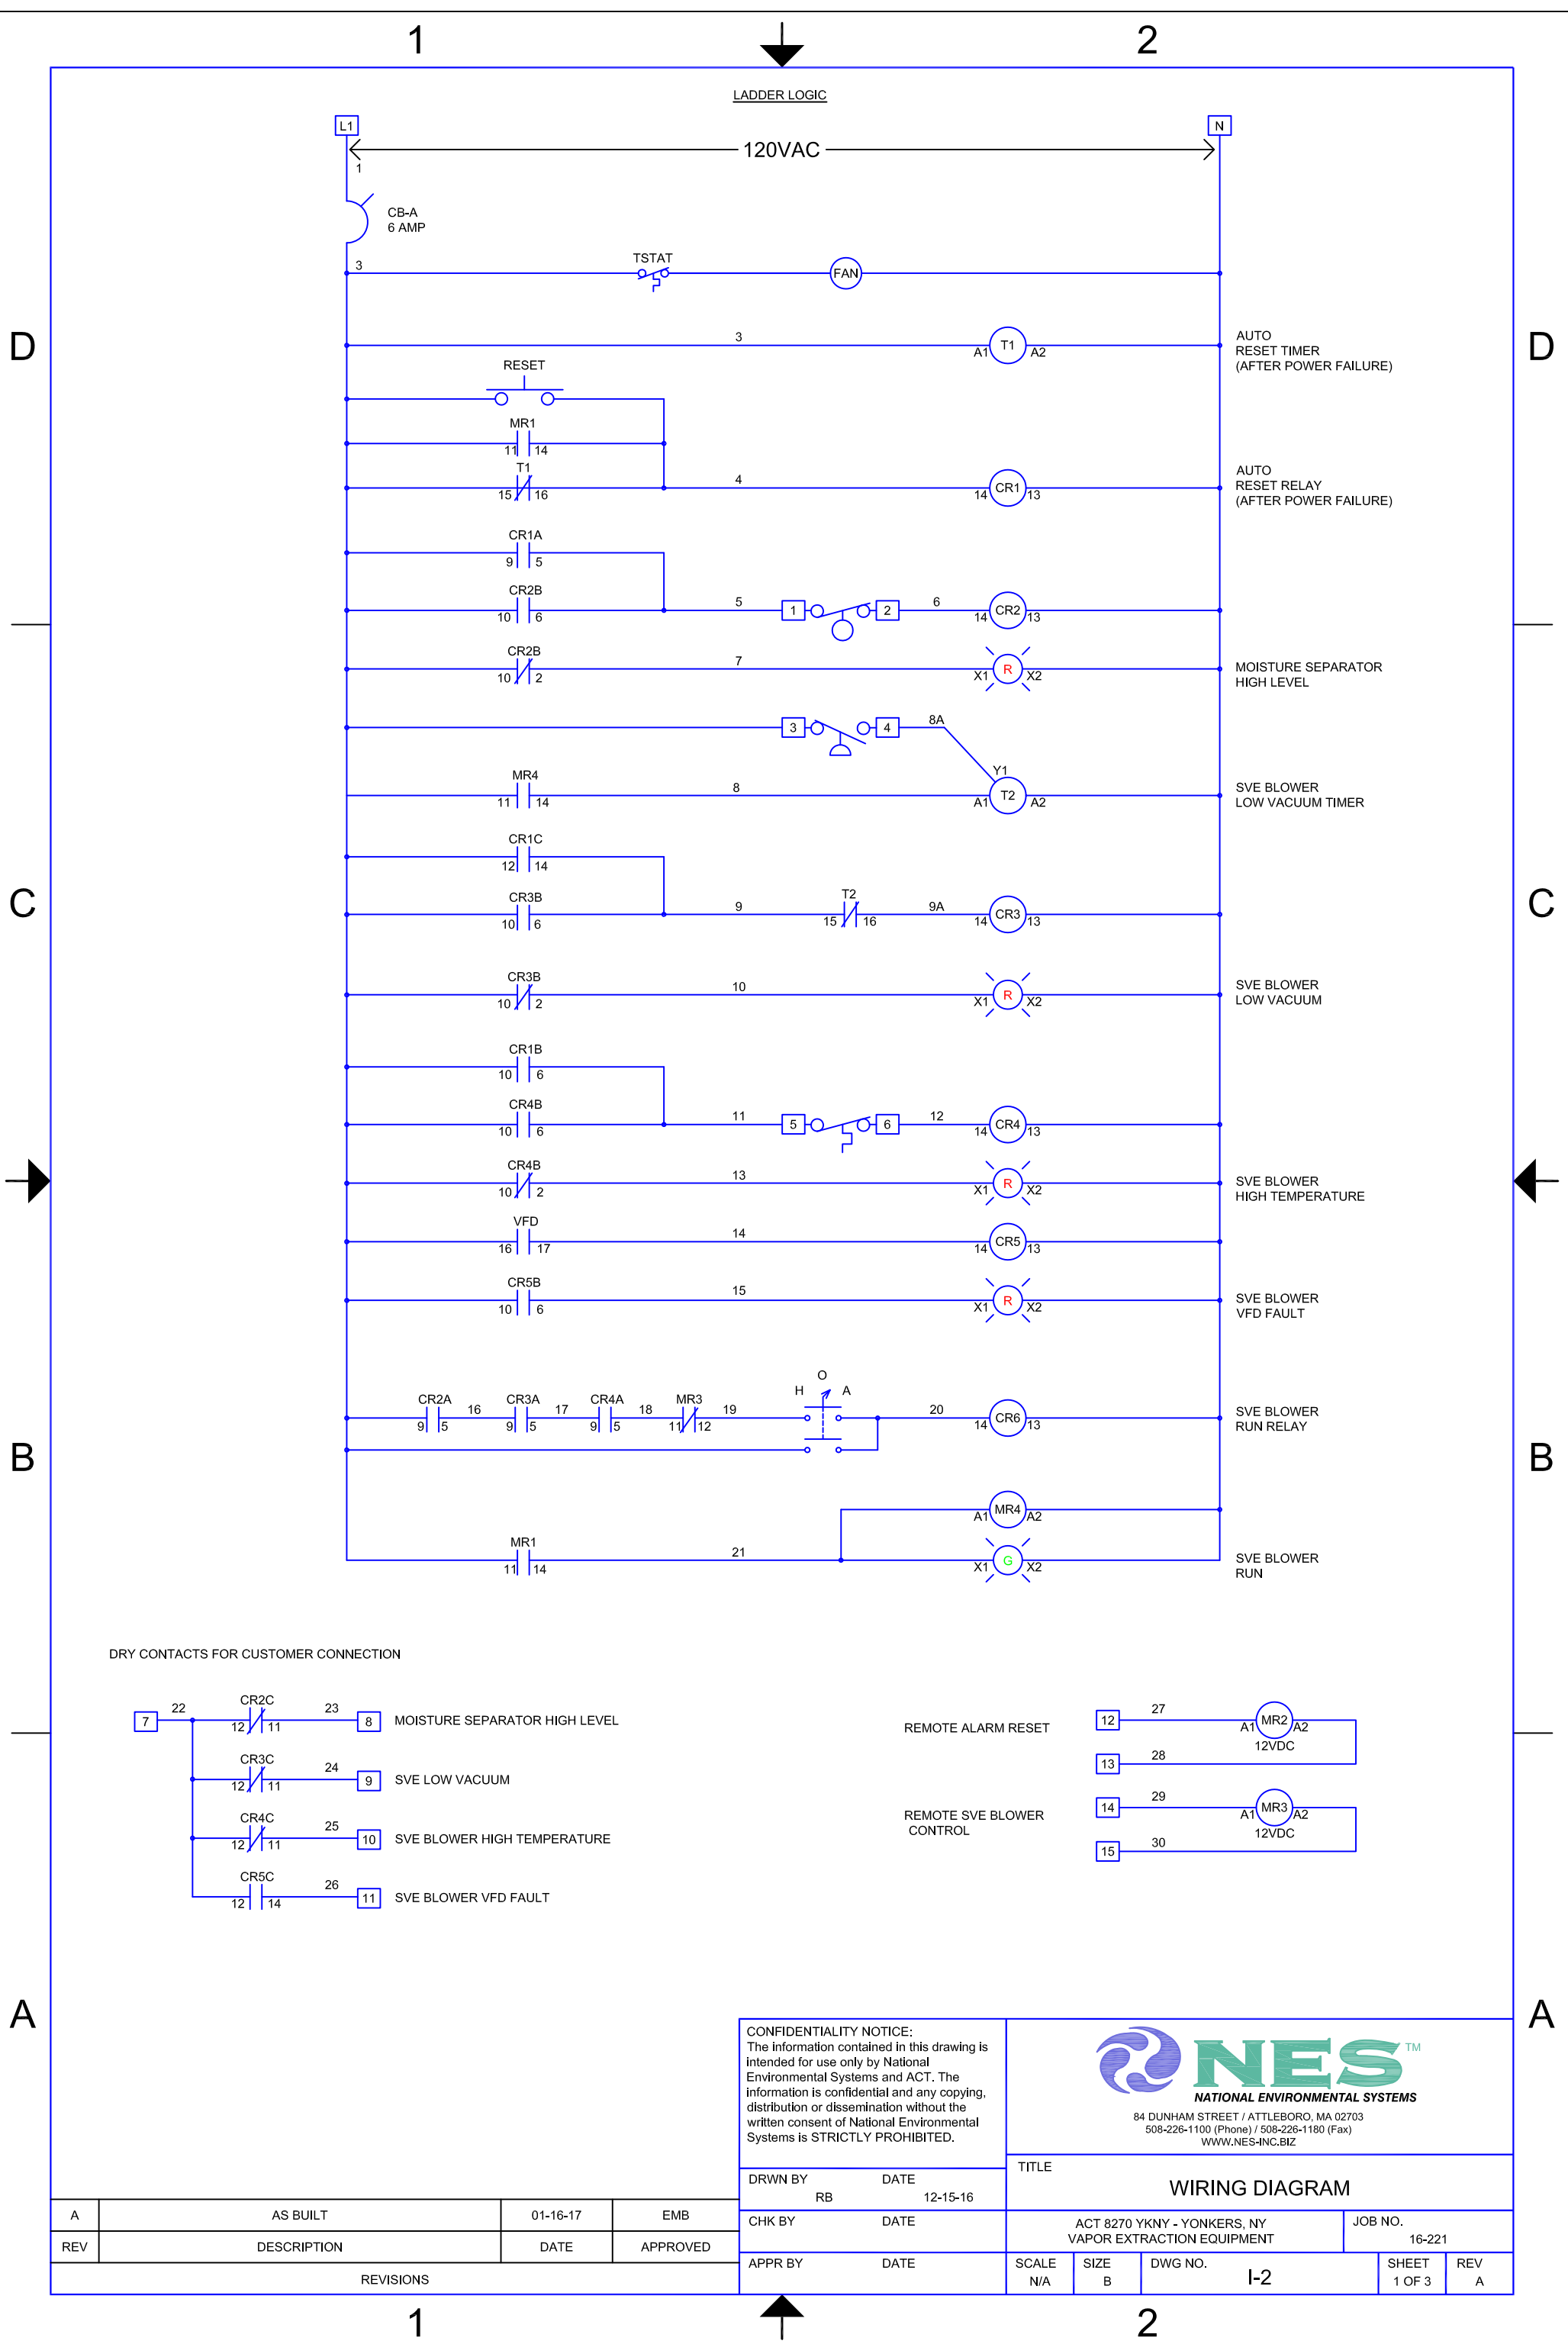 1 2
LADDER LOGIC
L1 N
120VAC
1
CB-A
6 AMP
3 TSTAT FAN
D D
3 A1 T1 A2
AUTO
RESET TIMER
(AFTER POWER FAILURE)
RESET
MR1
11 14
T1
15 16 4 14 CR1 13
AUTO
RESET RELAY
(AFTER POWER FAILURE)
CR1A
9 5
CR2B
10 6 5 1 2 6 14 CR2 13
CR2B
10 2 7 X1 R X2
MOISTURE SEPARATOR
HIGH LEVEL
3 4 8A
Y1
MR4
11 14 8 A1 T2 A2
SVE BLOWER
LOW VACUUM TIMER
CR1C
12 14
C C
CR3B
10 6 9 T2 15 16 9A 14 CR3 13
CR3B
10 2 10 X1 R X2
SVE BLOWER
LOW VACUUM
CR1B
10 6
CR4B
10 6 11 5 6 12 14 CR4 13
CR4B
10 2 13 X1 R X2
SVE BLOWER
HIGH TEMPERATURE
VFD
16 17 14 14 CR5 13
CR5B
10 6 15 X1 R X2
SVE BLOWER
VFD FAULT
H O A
CR2A 16 CR3A 17 CR4A 18 MR3 19 20
9 5 9 5 9 5 11 12 14 CR6 13
SVE BLOWER
RUN RELAY
B B
A1 MR4 A2
MR1
11 14 21 X1 G X2
SVE BLOWER
RUN
DRY CONTACTS FOR CUSTOMER CONNECTION
7 22 CR2C 12 11 23 8 MOISTURE SEPARATOR HIGH LEVEL
CR3C 12 11 24 9 SVE LOW VACUUM
CR4C 12 11 25 10 SVE BLOWER HIGH TEMPERATURE
CR5C 12 14 26 11 SVE BLOWER VFD FAULT
REMOTE ALARM RESET 12 27 A1 MR2 A2
12VDC
13 28
REMOTE SVE BLOWER
CONTROL
14 29 A1 MR3 A2
12VDC
15 30
A A
CONFIDENTIALITY NOTICE:
The information contained in this drawing is
intended for use only by National
Environmental Systems and ACT. The
information is confidential and any copying,
distribution or dissemination without the
written consent of National Environmental
Systems is STRICTLY PROHIBITED.
NES TM
NATIONAL ENVIRONMENTAL SYSTEMS
84 DUNHAM STREET / ATTLEBORO, MA 02703
508-226-1100 (Phone) / 508-226-1180 (Fax)
WWW.NES-INC.BIZ
DRWN BY DATE
RB 12-15-16
TITLE
WIRING DIAGRAM
CHK BY DATE
ACT 8270 YKNY - YONKERS, NY
VAPOR EXTRACTION EQUIPMENT
JOB NO.
16-221
APPR BY DATE
SCALE
N/A
SIZE
B
DWG NO.
I-2
SHEET
1 OF 3
REV
A
A AS BUILT 01-16-17 EMB
REV DESCRIPTION DATE APPROVED
REVISIONS
1 2